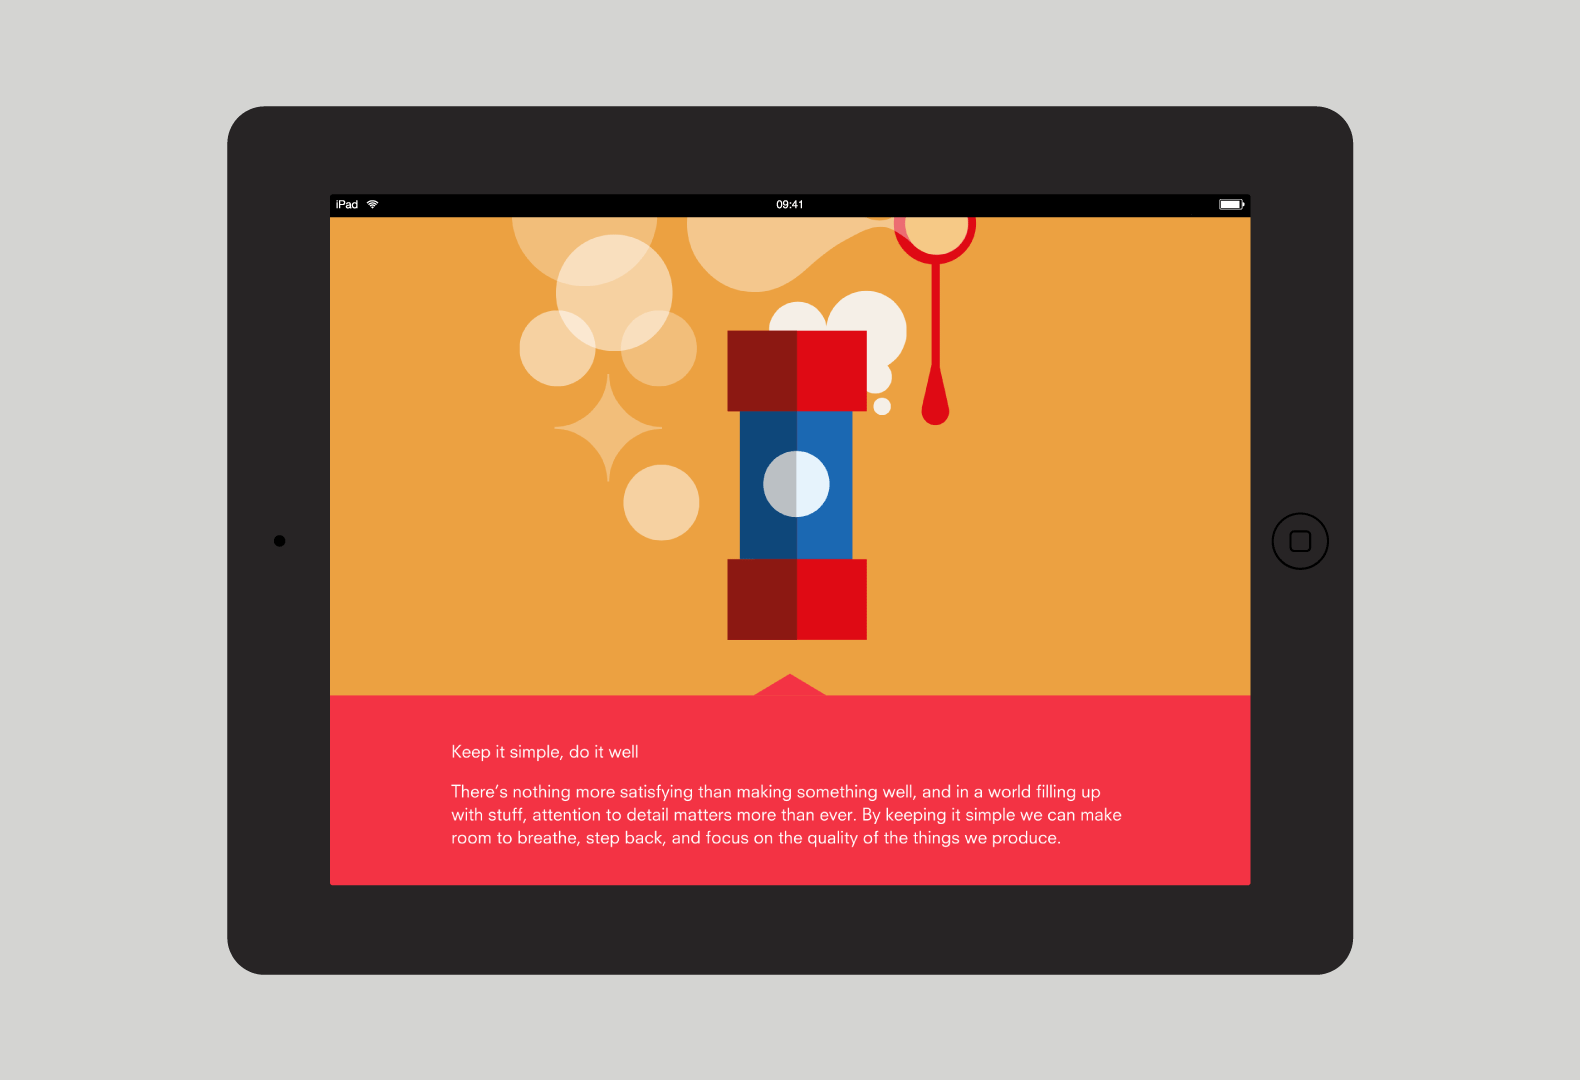 iPad
09:41
Keep it simple, do it well
There's nothing more satisfying than making something well, and in a world filling up
with stuff, attention to detail matters more than ever. By keeping it simple we can make
room to breathe, step back, and focus on the quality of the things we produce.